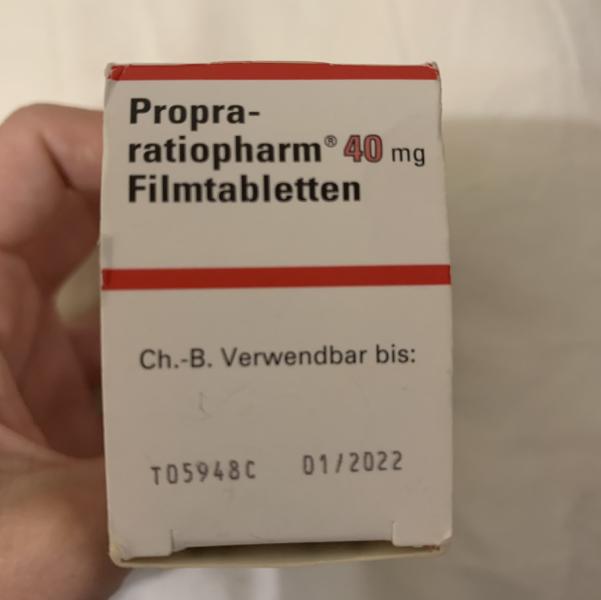 Propra-
ratiopharm® 40 mg
Filmtabletten
Ch.-B. Verwendbar bis:
T05948C 01/2022